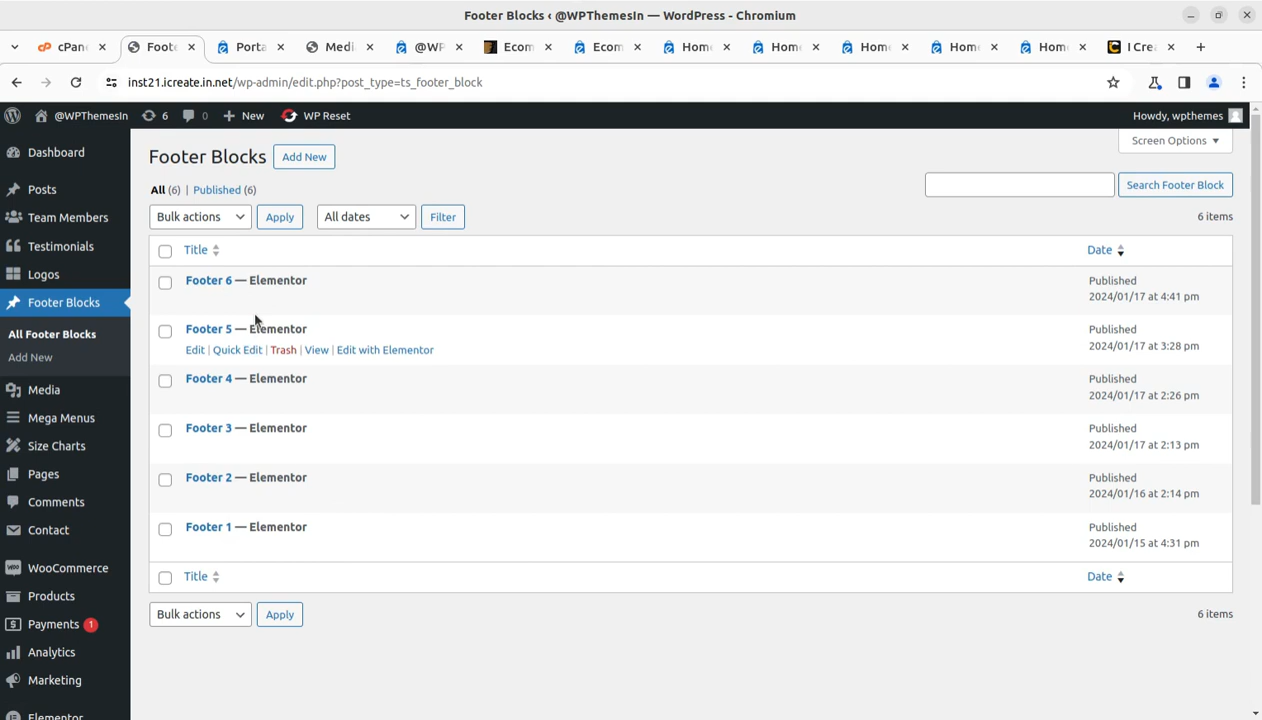 Footer Blocks ‹ @WPThemesIn — WordPress - Chromium
cPan
Foote
Porta
Medi
@WP
Ecom
Ecom
Hom
Hom
Hom
Hom
Hom
I Crea
inst21.icreate.in.net/wp-admin/edit.php?post_type=ts_footer_block
@WPThemesIn 6 0 New WP Reset Howdy, wpthemes
Screen Options
Dashboard
Posts
Team Members
Testimonials
Logos
Footer Blocks
All Footer Blocks
Add New
Media
Mega Menus
Size Charts
Pages
Comments
Contact
WooCommerce
Products
Payments 1
Analytics
Marketing
Elementor
Footer Blocks Add New
All (6) | Published (6)
Search Footer Block
Bulk actions Apply All dates Filter 6 items
Title Date
Footer 6 — Elementor Published
2024/01/17 at 4:41 pm
Footer 5 — Elementor Published
Edit | Quick Edit | Trash | View | Edit with Elementor 2024/01/17 at 3:28 pm
Footer 4 — Elementor Published
2024/01/17 at 2:26 pm
Footer 3 — Elementor Published
2024/01/17 at 2:13 pm
Footer 2 — Elementor Published
2024/01/16 at 2:14 pm
Footer 1 — Elementor Published
2024/01/15 at 4:31 pm
Title Date
Bulk actions Apply 6 items